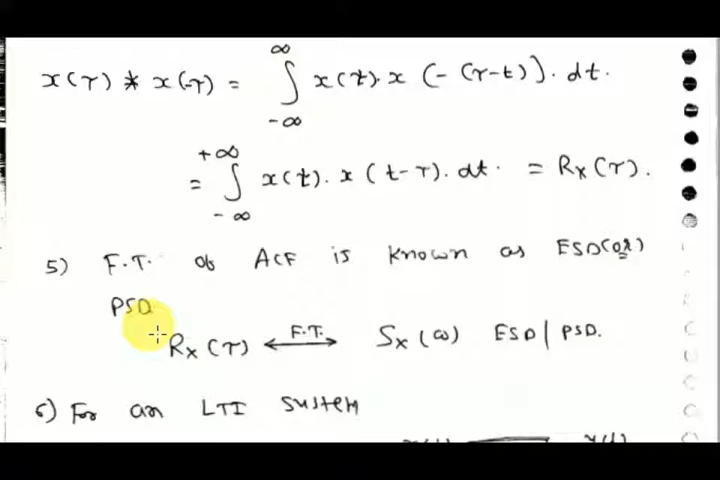 x(τ) * x(-τ) = ∫_{-∞}^{∞} x(t). x (-(τ-t)]. dt.
= ∫_{-∞}^{+∞} x(t). x (t-τ). dt. = Rx(τ).
5) F.T. of ACF is known as ESD(or)
PSD
Rx(τ) ⟷ F.T. Sx(ω) ESD | PSD.
6) For an LTI system